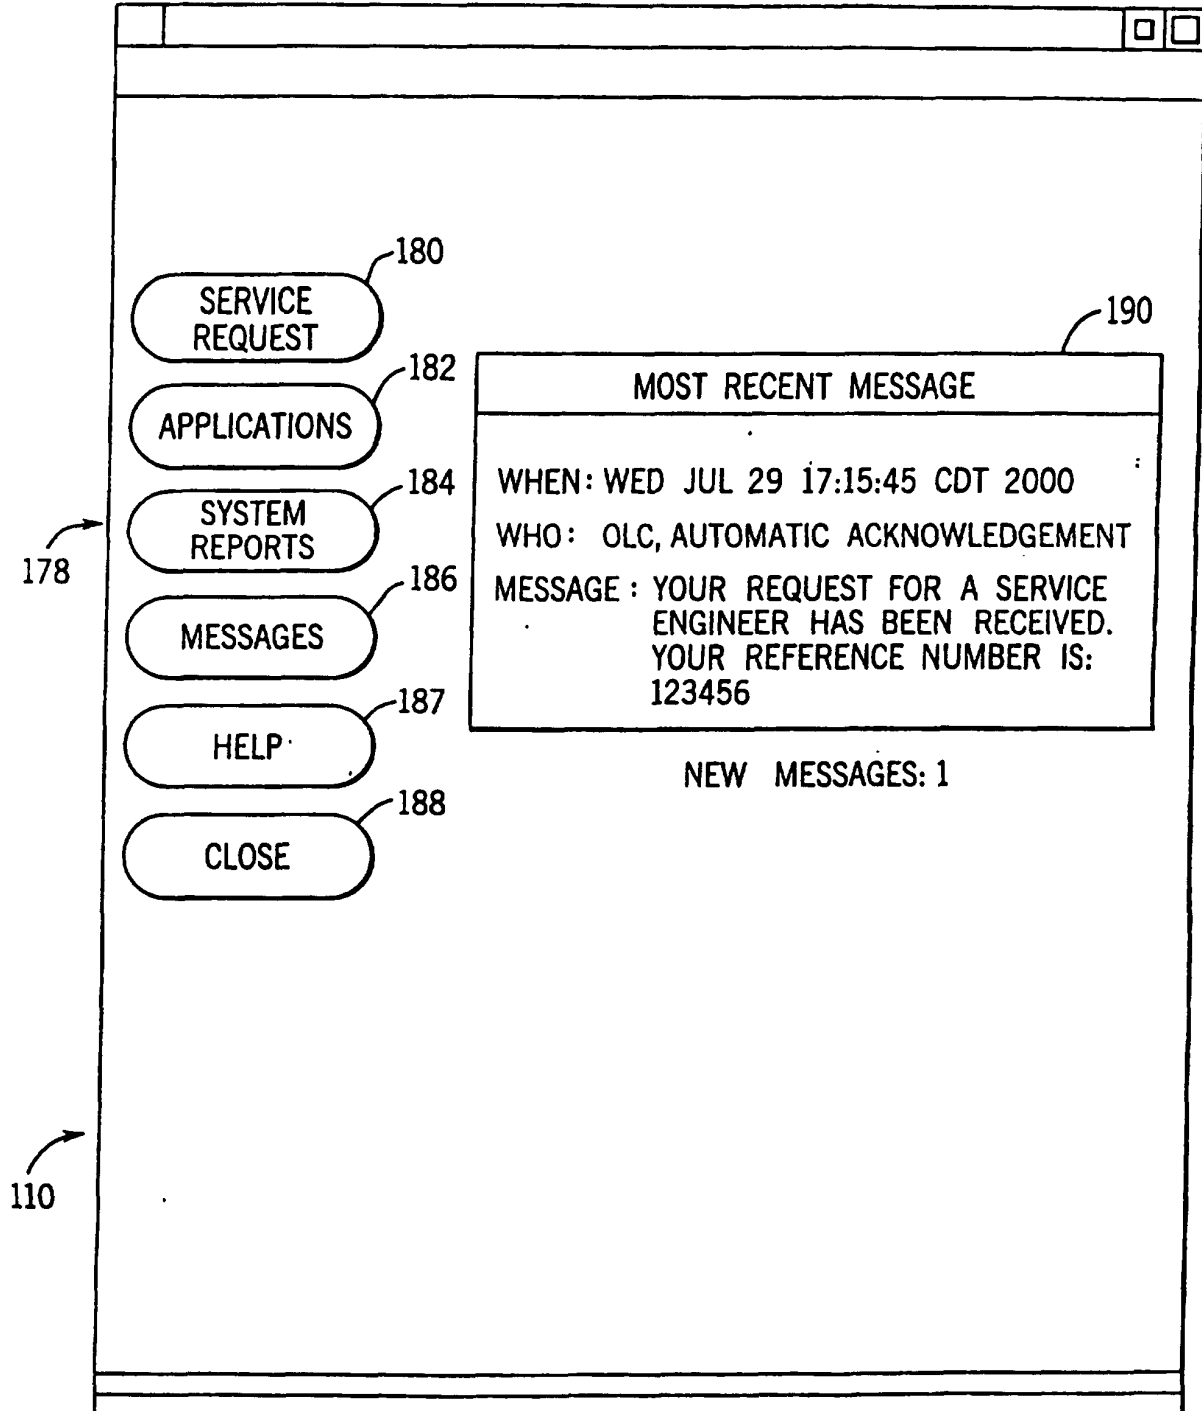 180
SERVICE
REQUEST
190
182
MOST RECENT MESSAGE
APPLICATIONS
184
WHEN: WED JUL 29 17:15:45 CDT 2000
SYSTEM
REPORTS
WHO: OLC, AUTOMATIC ACKNOWLEDGEMENT
178
186
MESSAGE: YOUR REQUEST FOR A SERVICE
ENGINEER HAS BEEN RECEIVED.
YOUR REFERENCE NUMBER IS:
123456
MESSAGES
187
HELP
NEW MESSAGES: 1
188
CLOSE
110